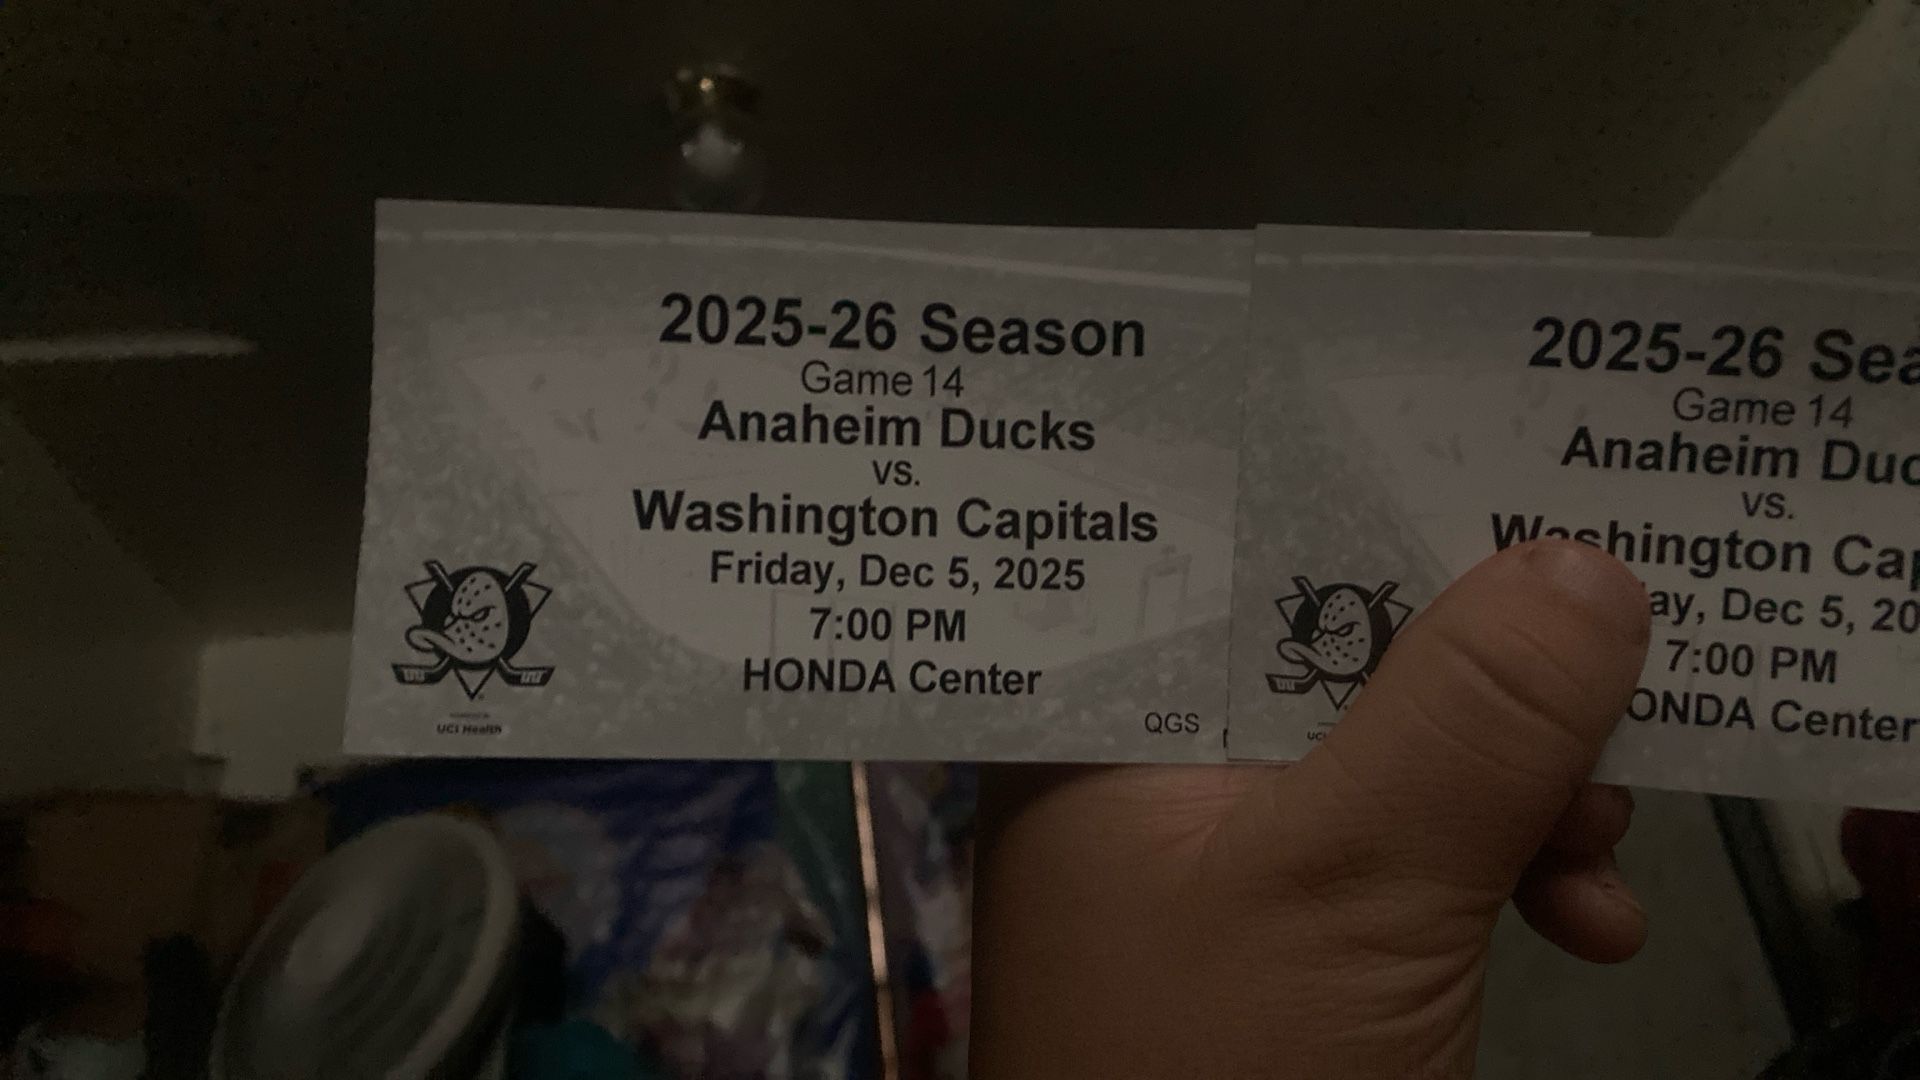 2025-26 Season
Game 14
Anaheim Ducks
vs.
Washington Capitals
Friday, Dec 5, 2025
7:00 PM
HONDA Center
UCI Health
QGS
2025-26 Sea
Game 14
Anaheim Duc
vs.
Washington Cap
ay, Dec 5, 20
7:00 PM
ONDA Center
UCI